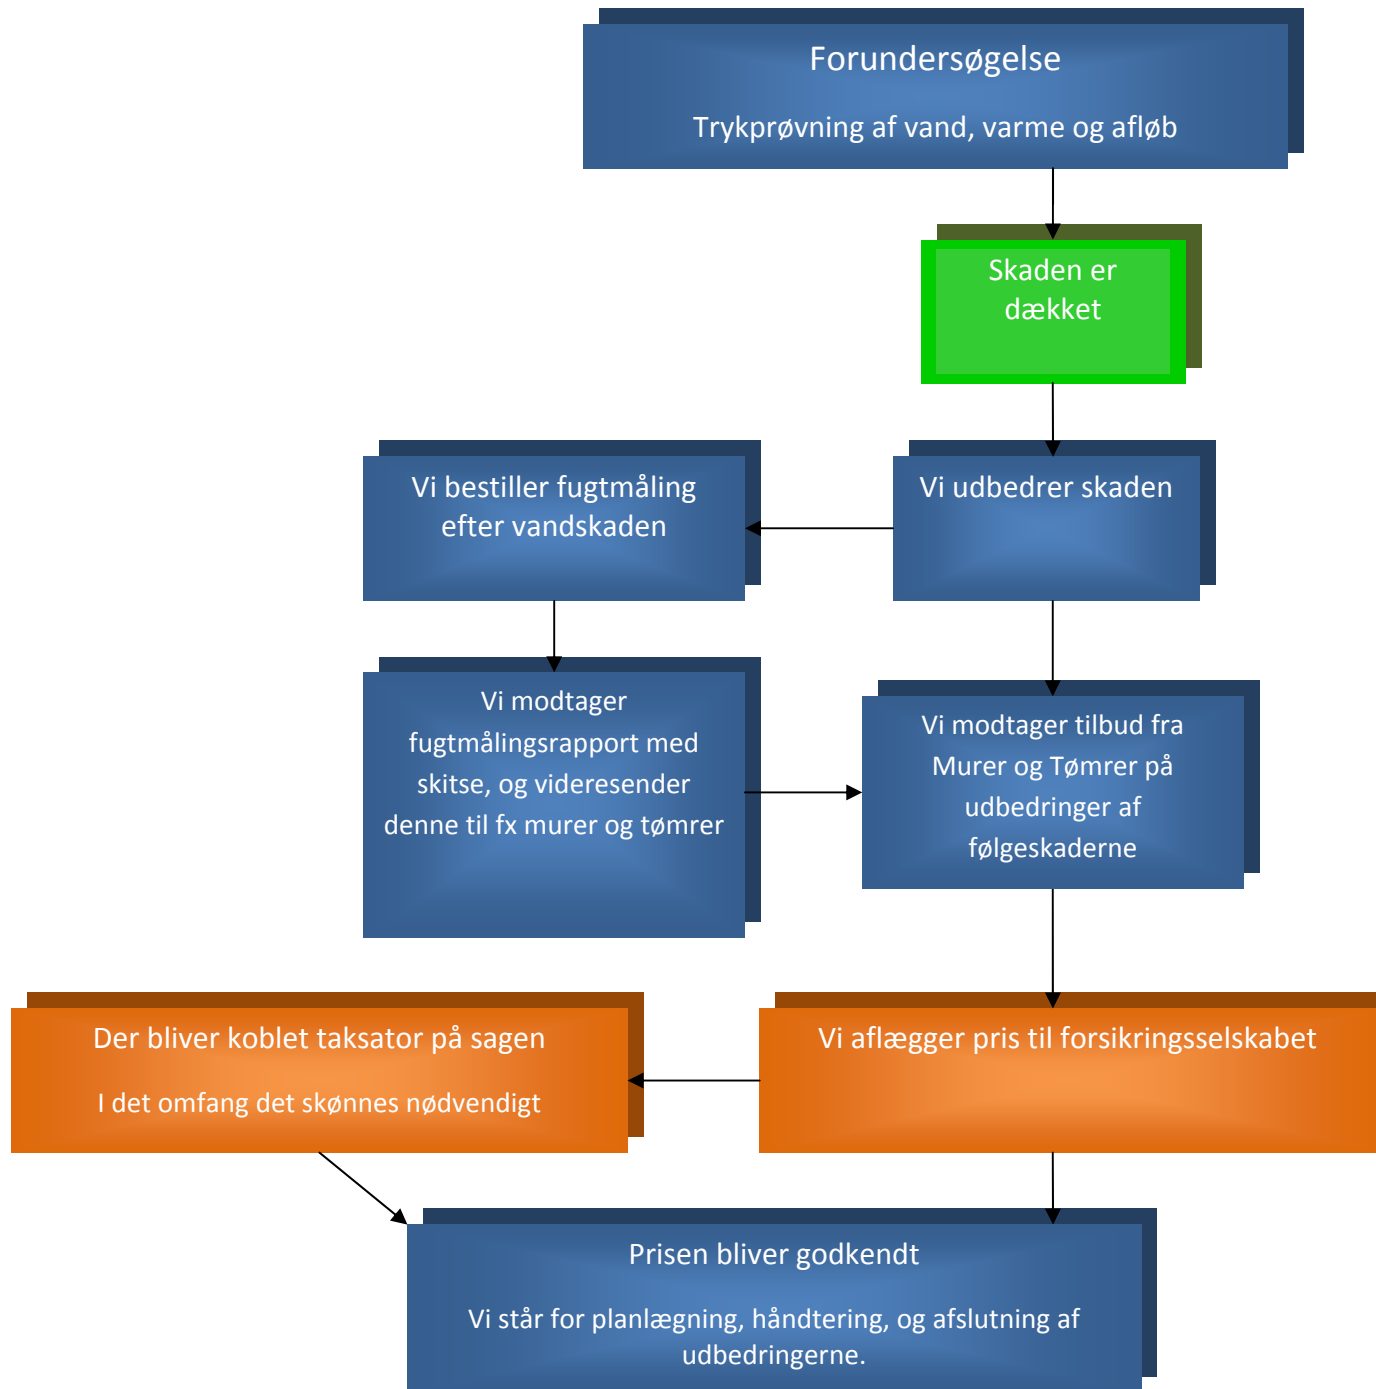 Forundersøgelse
Trykprøvning af vand, varme og afløb
Skaden er
dækket
Vi bestiller fugtmåling
efter vandskaden
Vi udbedrer skaden
Vi modtager
fugtmålingsrapport med
skitse, og videresender
denne til fx murer og tømrer
Vi modtager tilbud fra
Murer og Tømrer på
udbedringer af
følgeskaderne
Der bliver koblet taksator på sagen
I det omfang det skønnes nødvendigt
Vi aflægger pris til forsikringsselskabet
Prisen bliver godkendt
Vi står for planlægning, håndtering, og afslutning af
udbedringerne.